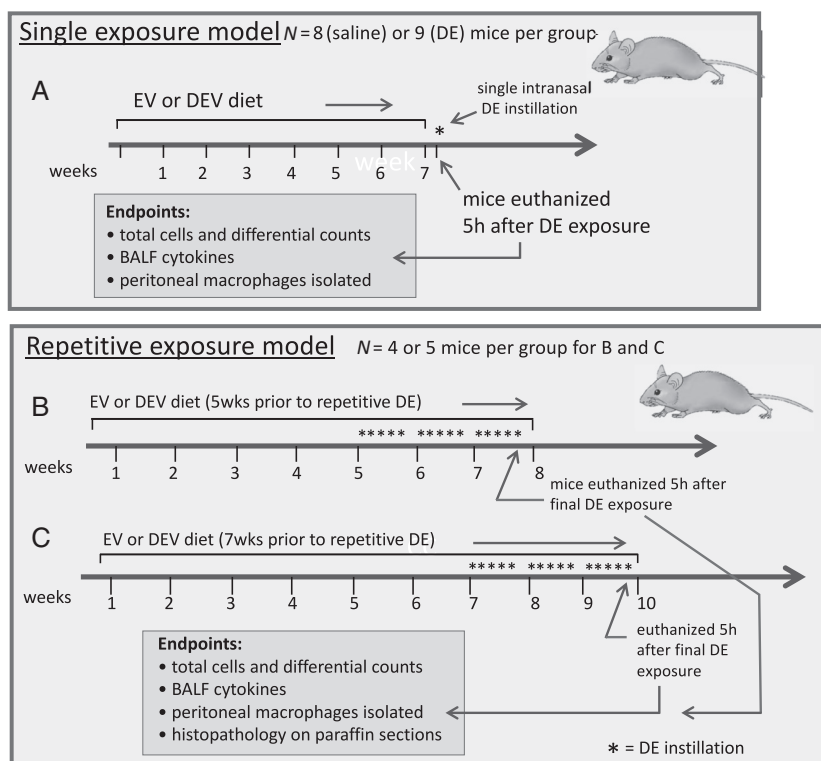 Single exposure model N = 8 (saline) or 9 (DE) mice per group
A
EV or DEV diet
single intranasal
DE instillation
*
weeks
week
1 2 3 4 5 6 7
mice euthanized
5h after DE exposure
Endpoints:
• total cells and differential counts
• BALF cytokines
• peritoneal macrophages isolated
Repetitive exposure model N = 4 or 5 mice per group for B and C
B
EV or DEV diet (5wks prior to repetitive DE)
***** ***** *****
weeks
1 2 3 4 5 6 7 8
mice euthanized 5h after
final DE exposure
C
EV or DEV diet (7wks prior to repetitive DE)
***** ***** *****
weeks
1 2 3 4 5 6 7 8 9 10
euthanized 5h
after final DE
exposure
Endpoints:
• total cells and differential counts
• BALF cytokines
• peritoneal macrophages isolated
• histopathology on paraffin sections
* = DE instillation